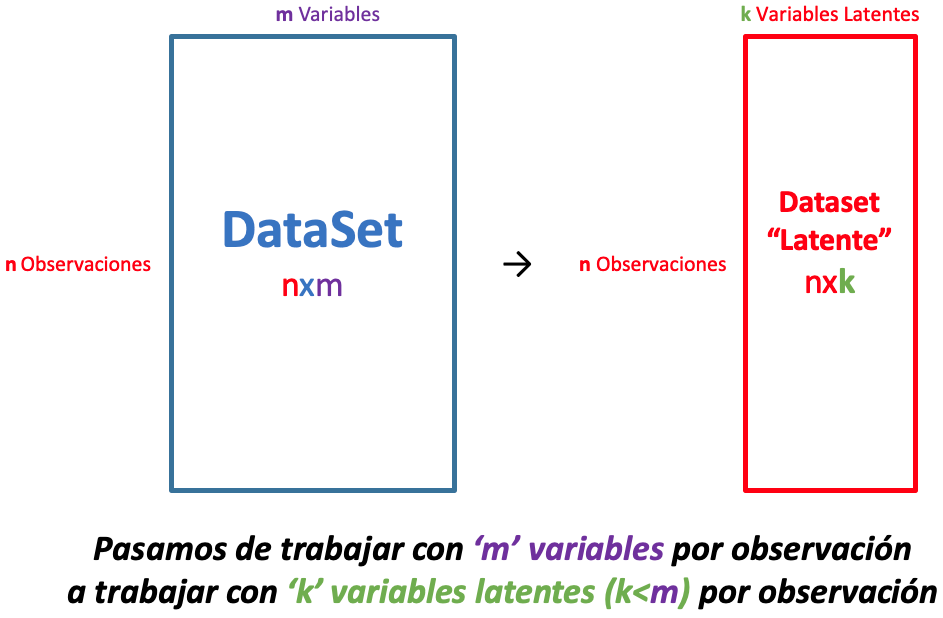 m Variables
k Variables Latentes
DataSet
nxm
n Observaciones
→
n Observaciones
Dataset
“Latente”
nxk
Pasamos de trabajar con ‘m’ variables por observación
a trabajar con ‘k’ variables latentes (k<m) por observación